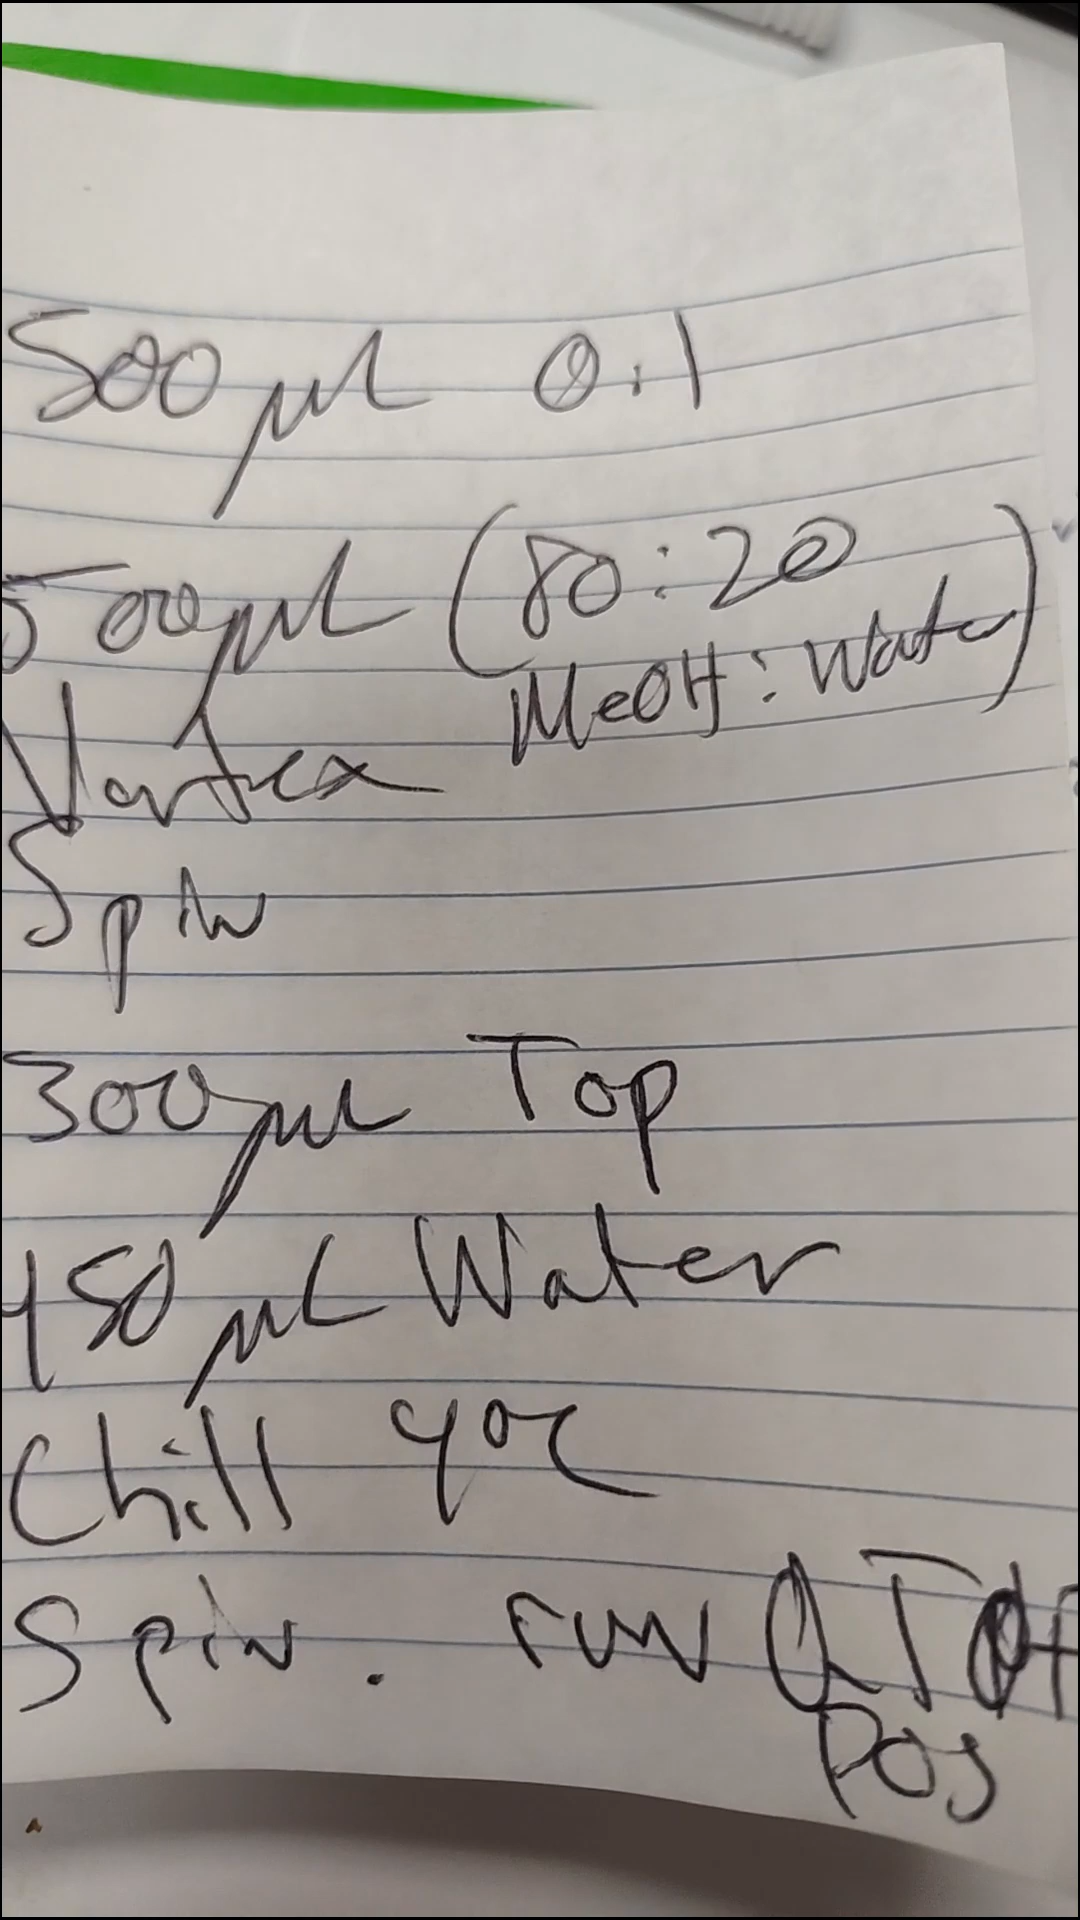 500 µL 0.1
500 µL (80:20
MeOH: Water)
Vortex
Spin
300 µL Top
450 µL Water
Chill 4°C
Spin. run QTOF
Pos